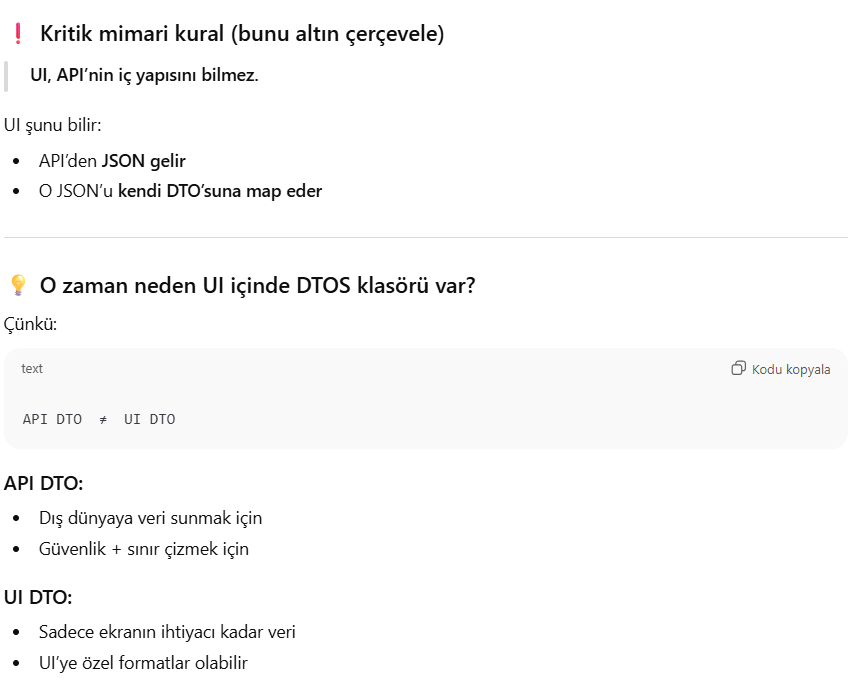 ❗ Kritik mimari kural (bunu altın çerçevele)
UI, API’nin iç yapısını bilmez.
UI şunu bilir:
• API’den JSON gelir
• O JSON’u kendi DTO’suna map eder
💡 O zaman neden UI içinde DTOS klasörü var?
Çünkü:
text
Kodu kopyala
API DTO ≠ UI DTO
API DTO:
• Dış dünyaya veri sunmak için
• Güvenlik + sınır çizmek için
UI DTO:
• Sadece ekranın ihtiyacı kadar veri
• UI’ye özel formatlar olabilir